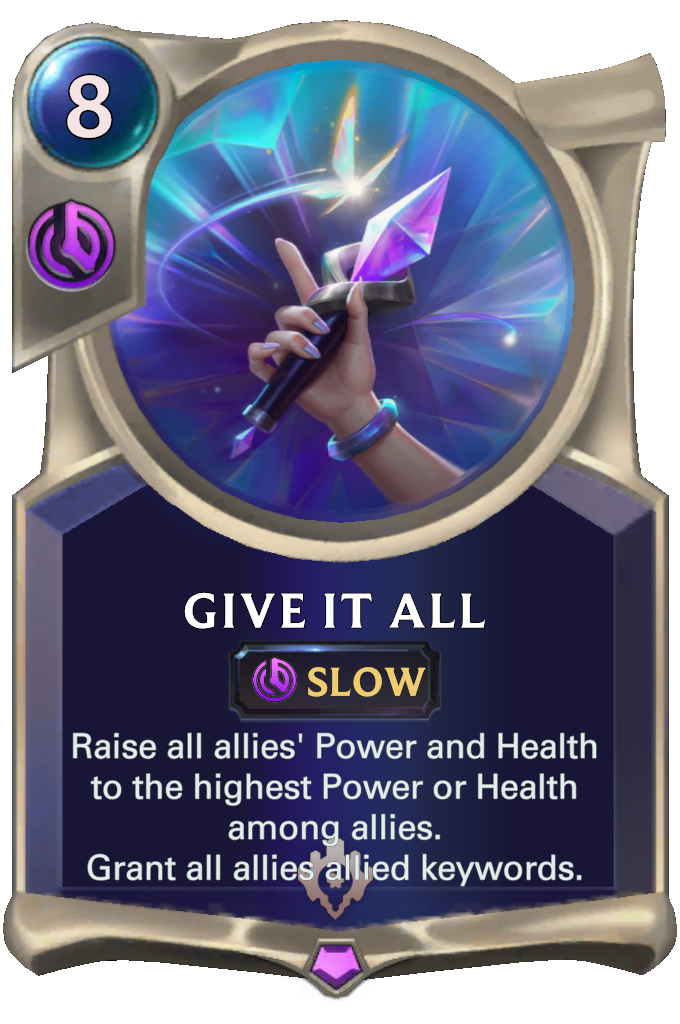 8
GIVE IT ALL
SLOW
Raise all allies' Power and Health
to the highest Power or Health
among allies.
Grant all allies allied keywords.